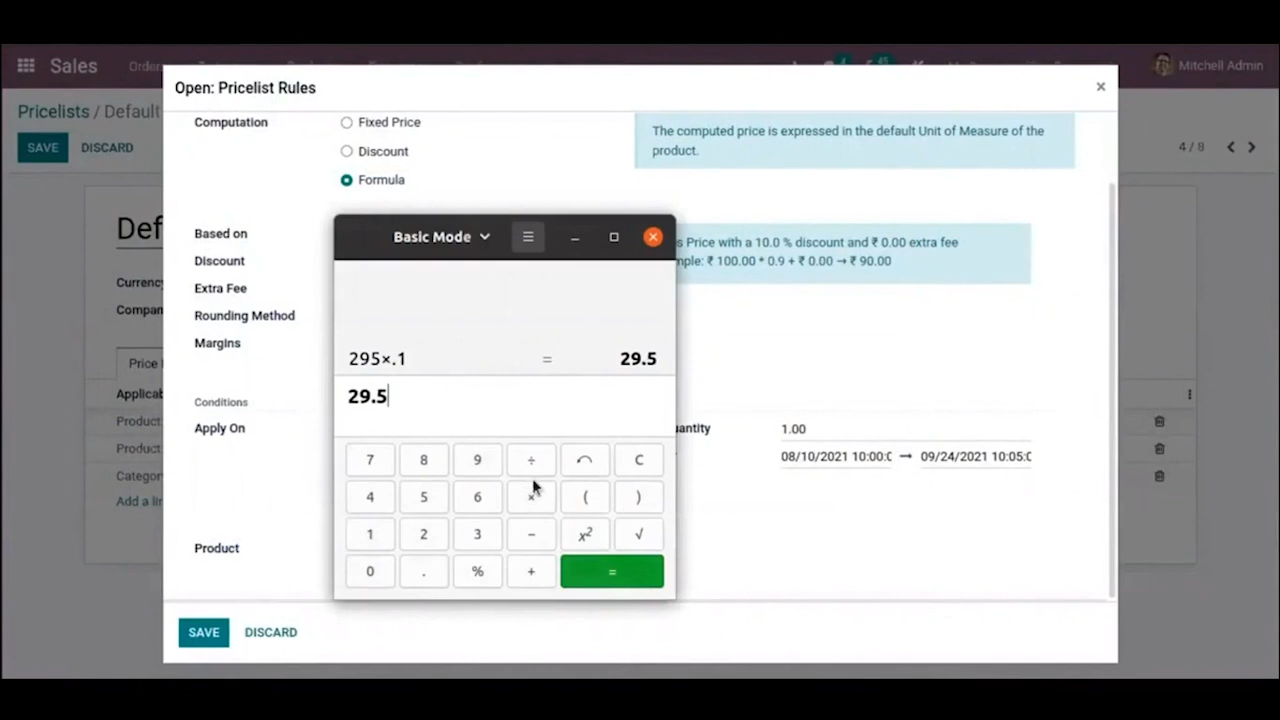 Sales
Mitchell Admin
Pricelists / Default
SAVE DISCARD
4 / 8
Open: Pricelist Rules
×
Computation
Fixed Price
Discount
Formula
The computed price is expressed in the default Unit of Measure of the
product.
Based on
Discount
Extra Fee
Rounding Method
Margins
s Price with a 10.0 % discount and ₹ 0.00 extra fee
mple: ₹ 100.00 * 0.9 + ₹ 0.00 → ₹ 90.00
Conditions
Apply On
uantity 1.00
08/10/2021 10:00:0 → 09/24/2021 10:05:0
Product
SAVE DISCARD
Basic Mode
295×.1 = 29.5
29.5
7 8 9 ÷ C
4 5 6 × ( )
1 2 3 − x² √
0 . % + =
Def
Currenc
Compan
Price
Applicab
Product
Product
Categor
Add a lin